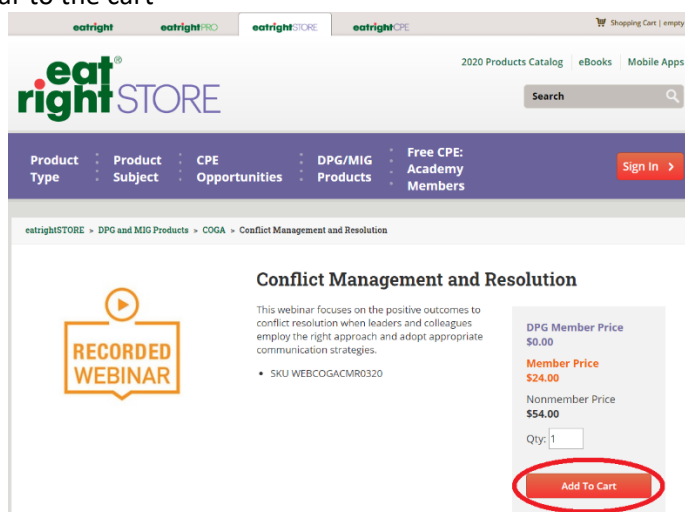 ar to the cart
eatright eatrightPRO eatrightSTORE eatrightCPE Shopping Cart | empty
2020 Products Catalog eBooks Mobile Apps
eat®
right STORE
Search
Product Type
Product Subject
CPE Opportunities
DPG/MIG Products
Free CPE: Academy Members
Sign In >
eatrightSTORE » DPG and MIG Products » COGA » Conflict Management and Resolution
Conflict Management and Resolution
RECORDED
WEBINAR
This webinar focuses on the positive outcomes to
conflict resolution when leaders and colleagues
employ the right approach and adopt appropriate
communication strategies.
• SKU WEBCOGACMR0320
DPG Member Price
$0.00
Member Price
$24.00
Nonmember Price
$54.00
Qty: 1
Add To Cart